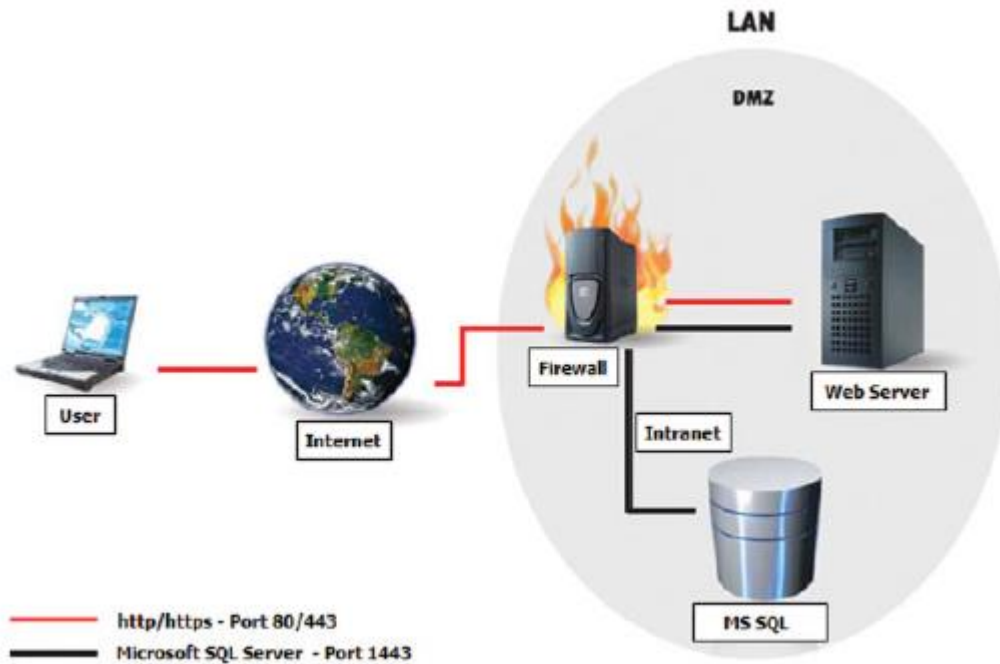 LAN
DMZ
Firewall
Web Server
User
Internet
Intranet
MS SQL
http/https - Port 80/443
Microsoft SQL Server - Port 1443